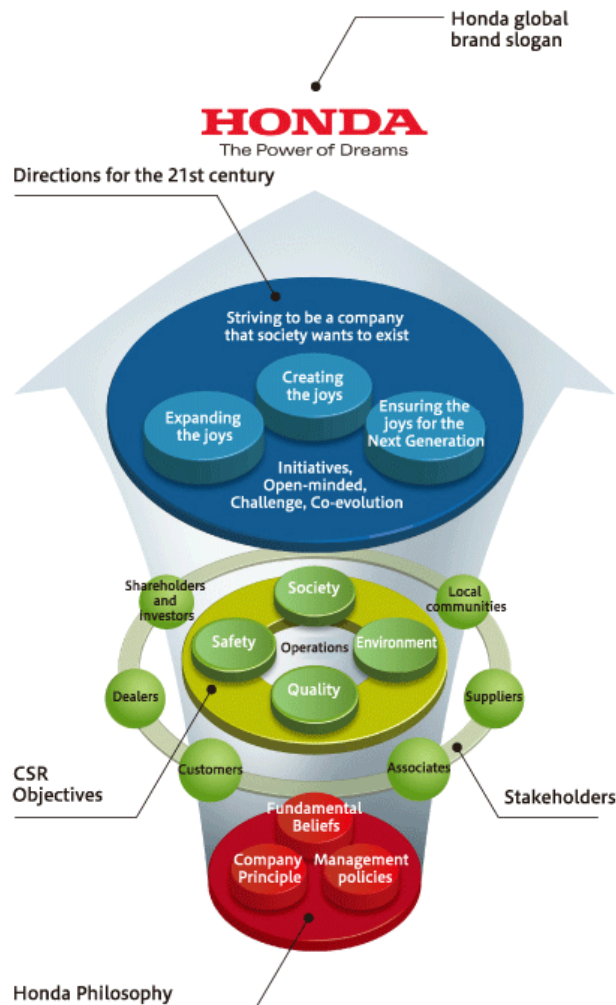 Honda global
brand slogan
HONDA
The Power of Dreams
Directions for the 21st century
Striving to be a company
that society wants to exist
Creating
the joys
Expanding
the joys
Ensuring the
joys for the
Next Generation
Initiatives,
Open-minded,
Challenge, Co-evolution
Shareholders
and
investors
Society
Local
communities
Safety
Operations
Environment
Quality
Dealers
Suppliers
Customers
Associates
CSR
Objectives
Stakeholders
Fundamental
Beliefs
Company
Principle
Management
policies
Honda Philosophy